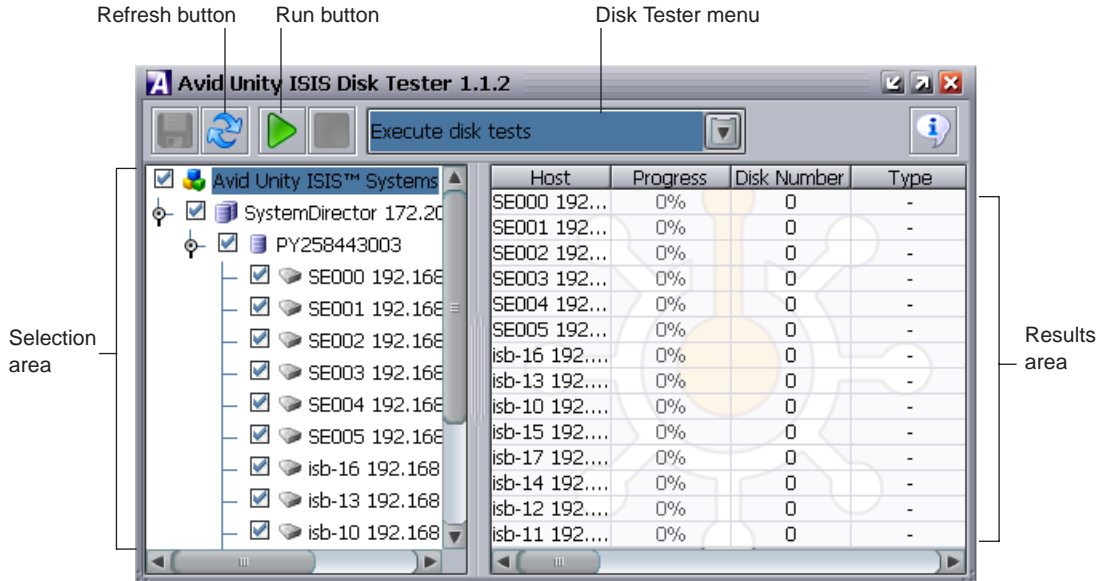 Refresh button Run button Disk Tester menu
Avid Unity ISIS Disk Tester 1.1.2
Execute disk tests
Selection area
Avid Unity ISIS™ Systems
SystemDirector 172.20
PY258443003
SE000 192.168
SE001 192.168
SE002 192.168
SE003 192.168
SE004 192.168
SE005 192.168
isb-16 192.168
isb-13 192.168
isb-10 192.168
Host Progress Disk Number Type
SE000 192... 0% 0 -
SE001 192... 0% 0 -
SE002 192... 0% 0 -
SE003 192... 0% 0 -
SE004 192... 0% 0 -
SE005 192... 0% 0 -
isb-16 192.... 0% 0 -
isb-13 192.... 0% 0 -
isb-10 192.... 0% 0 -
isb-15 192.... 0% 0 -
isb-17 192.... 0% 0 -
isb-14 192.... 0% 0 -
isb-12 192.... 0% 0 -
isb-11 192.... 0% 0 -
Results area